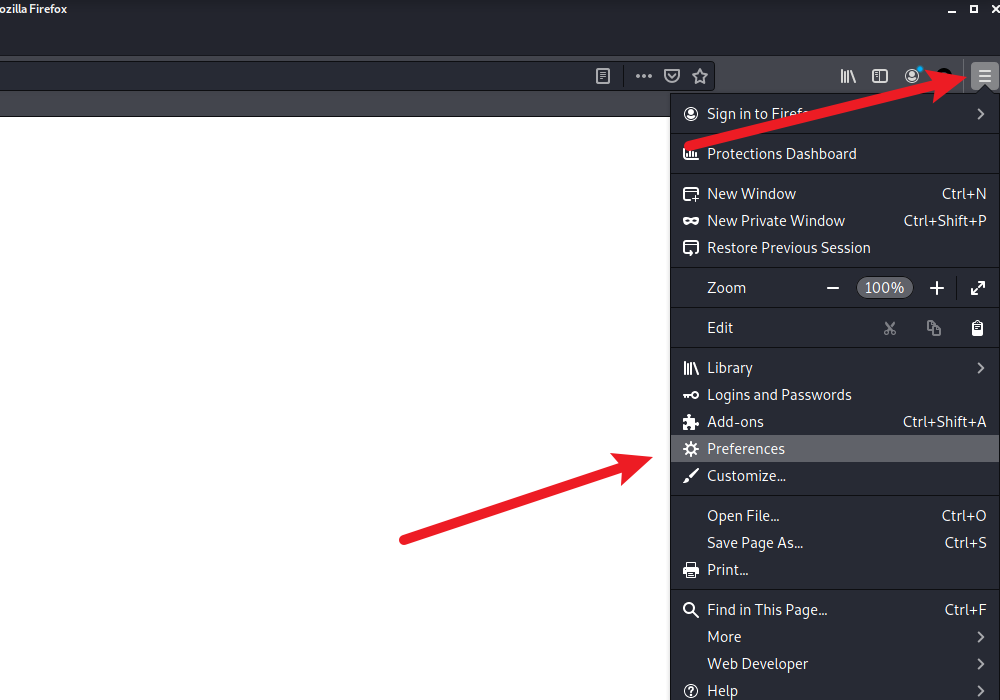 ozilla Firefox
Sign in to Firefo
Protections Dashboard
New Window Ctrl+N
New Private Window Ctrl+Shift+P
Restore Previous Session
Zoom 100%
Edit
Library
Logins and Passwords
Add-ons Ctrl+Shift+A
Preferences
Customize...
Open File... Ctrl+O
Save Page As... Ctrl+S
Print...
Find in This Page... Ctrl+F
More
Web Developer
Help